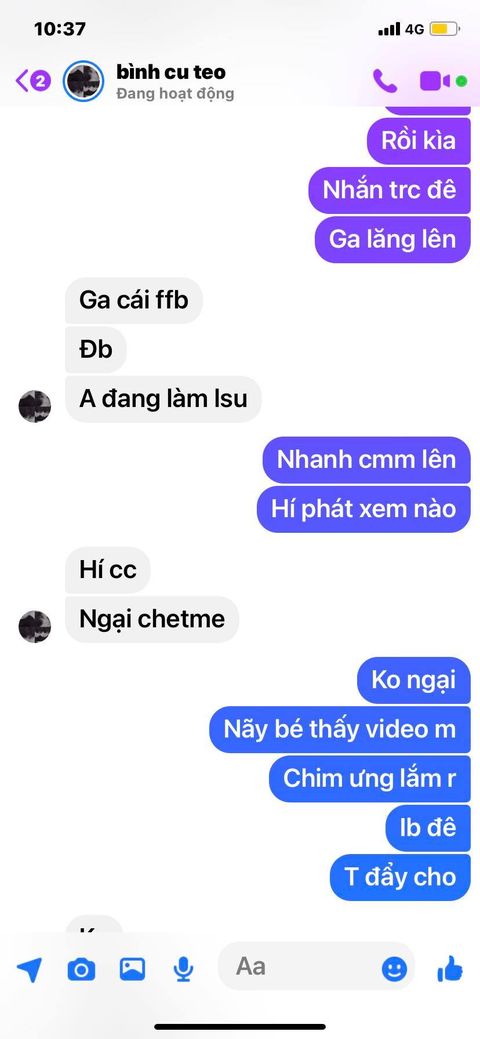 10:37
4G
2
bình cu teo
Đang hoạt động
Rồi kìa
Nhắn trc đê
Ga lăng lên
Ga cái ffb
Đb
A đang làm lsu
Nhanh cmm lên
Hí phát xem nào
Hí cc
Ngại chetme
Ko ngại
Nãy bé thấy video m
Chim ưng lắm r
Ib đê
T đẩy cho
Aa